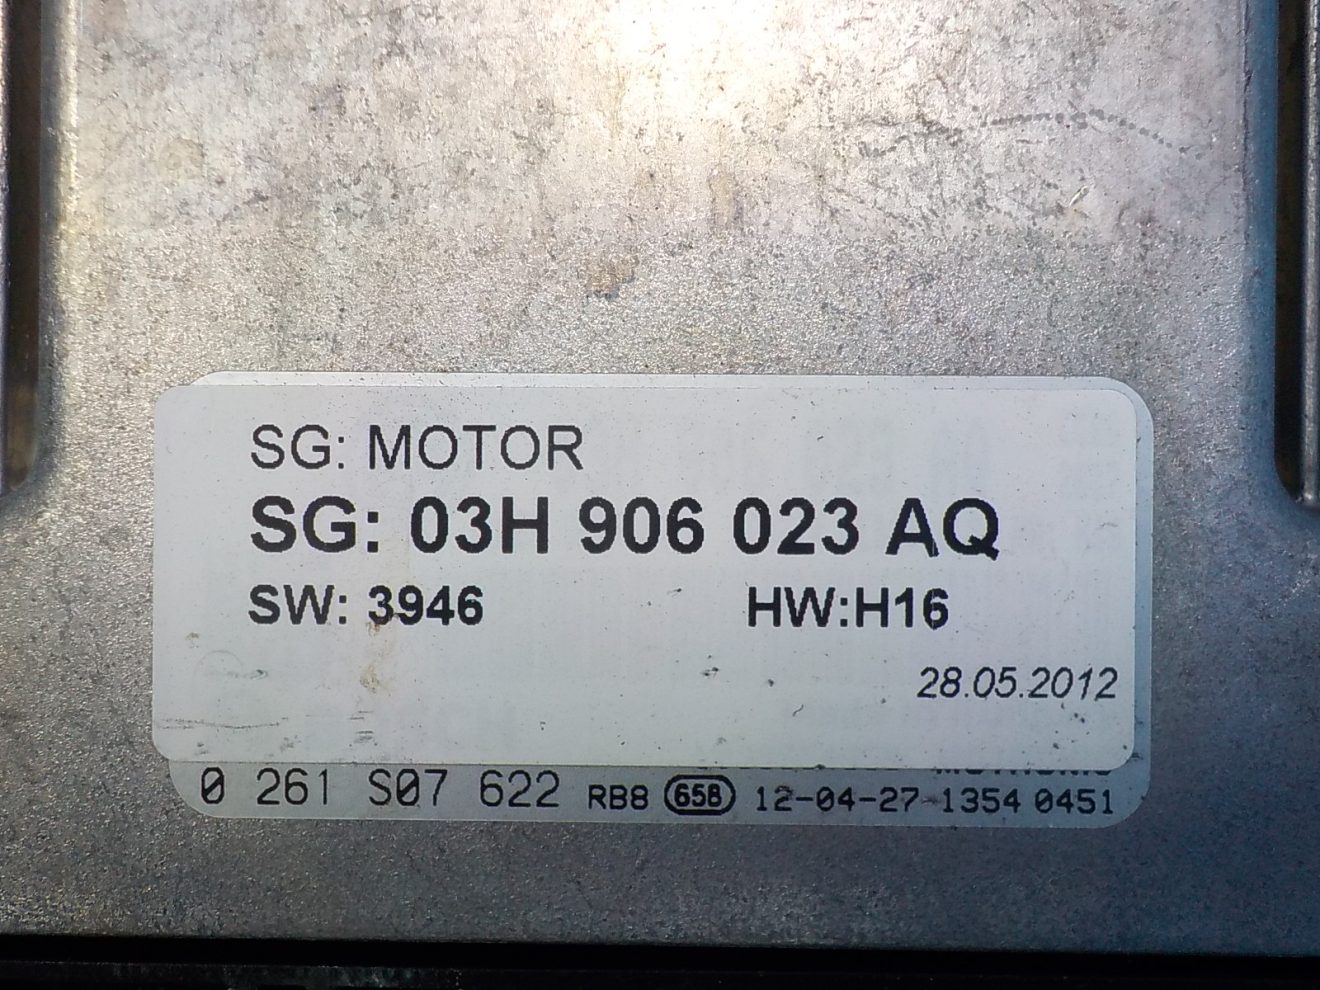 SG: MOTOR
SG: 03H 906 023 AQ
SW: 3946 HW:H16
28.05.2012
0 261 S07 622 RB8 658 12-04-27-1354 0451